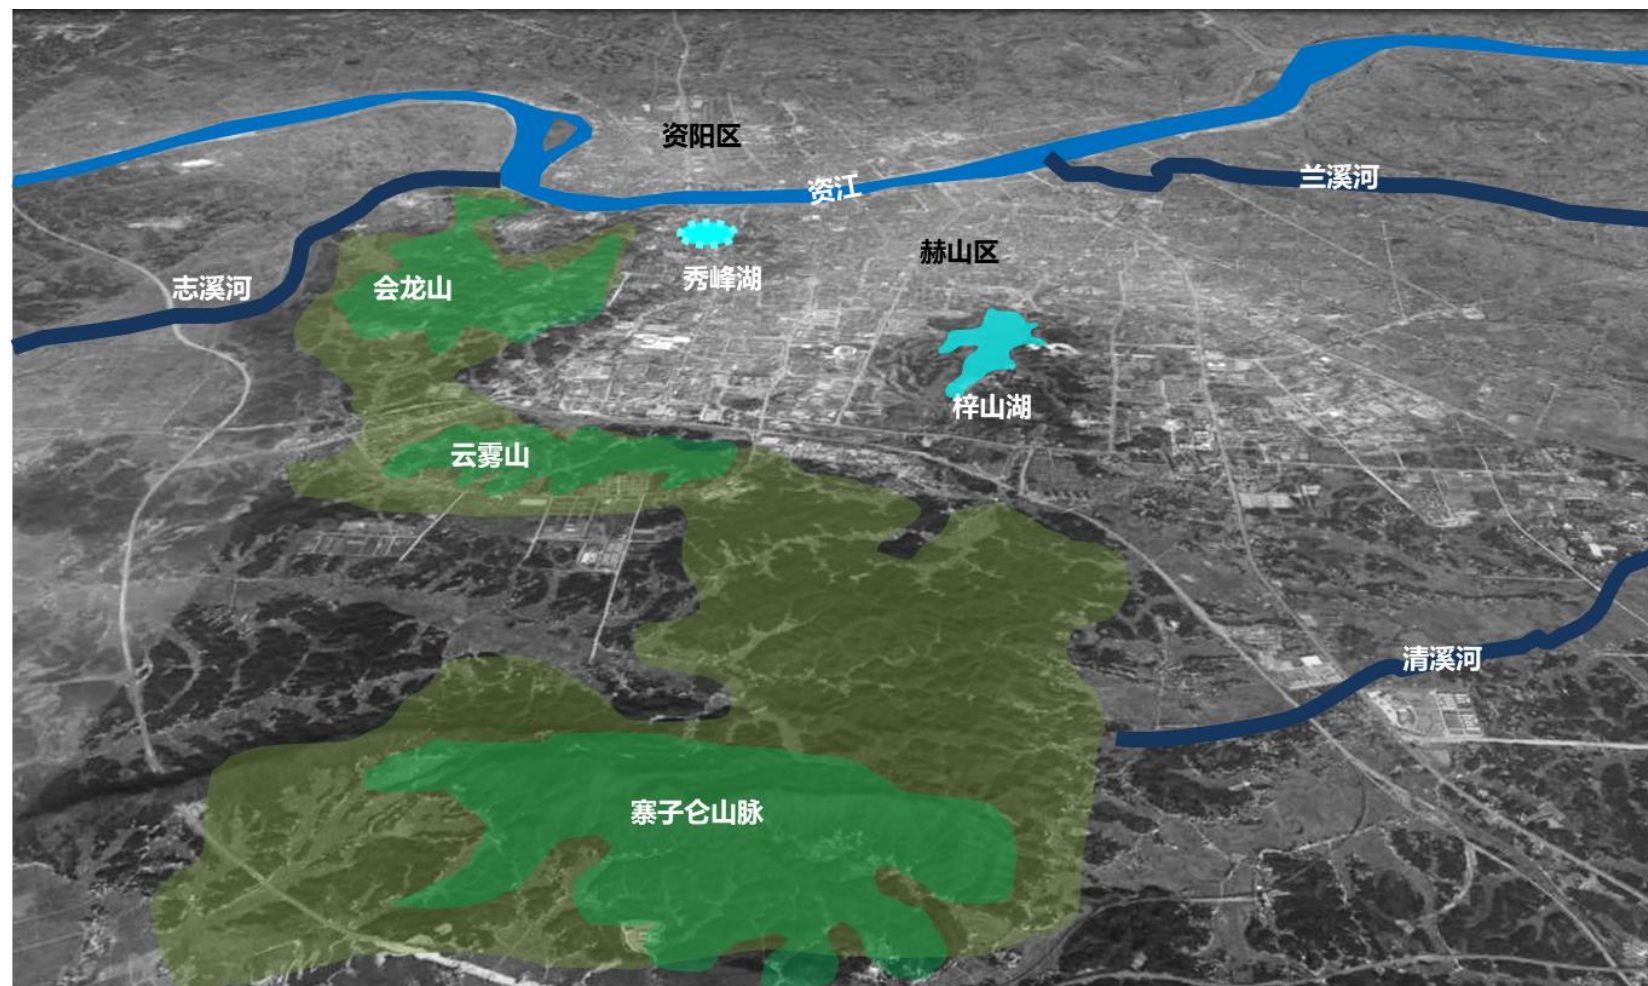 资阳区
兰溪河
资江
赫山区
秀峰湖
志溪河
会龙山
梓山湖
云雾山
清溪河
寨子仑山脉